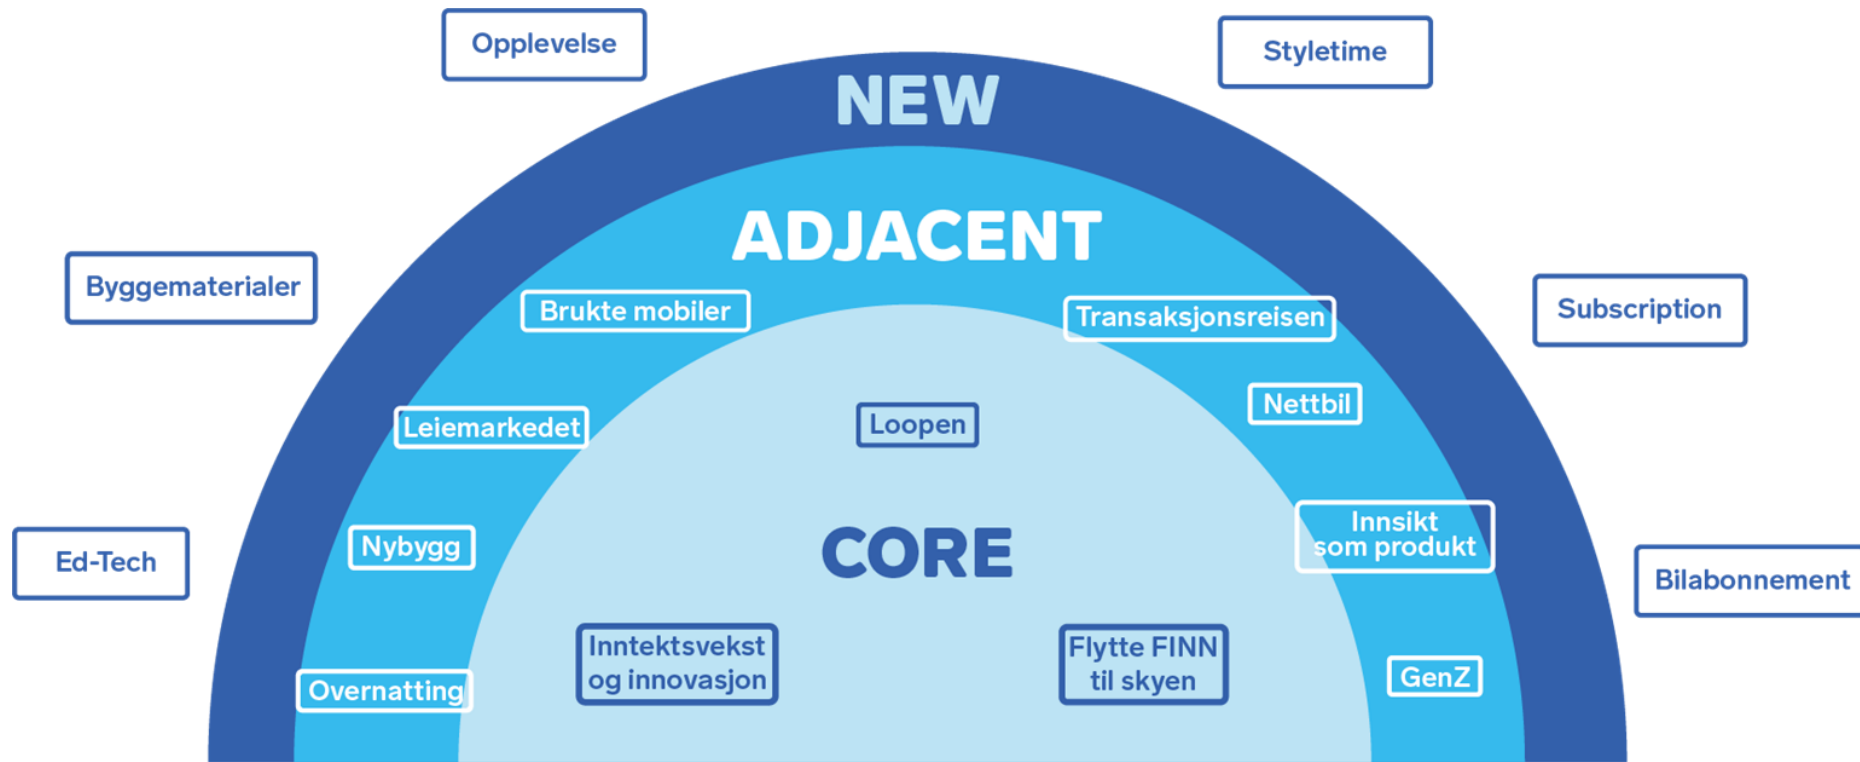 Opplevelse
Styletime
NEW
ADJACENT
Byggematerialer
Brukte mobiler
Transaksjonsreisen
Subscription
Leiemarkedet
Loopen
Nettbil
Ed-Tech
Nybygg
CORE
Innsikt
som produkt
Bilabonnement
Inntektsvekst
og innovasjon
Flytte FINN
til skyen
Overnatting
GenZ